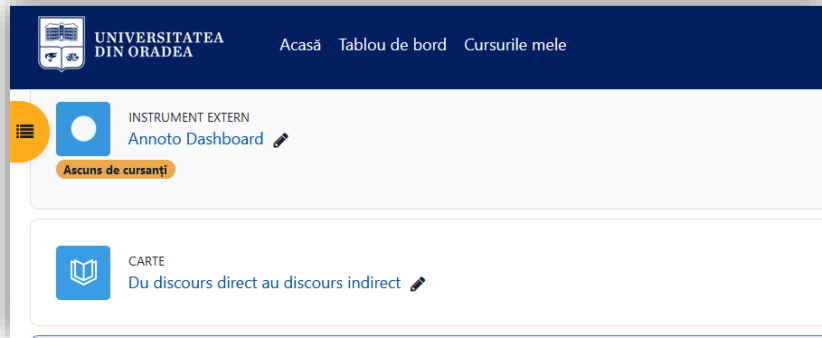 UNIVERSITATEA
DIN ORADEA
Acasă Tablou de bord Cursurile mele
INSTRUMENT EXTERN
Annoto Dashboard
Ascuns de cursanți
CARTE
Du discours direct au discours indirect